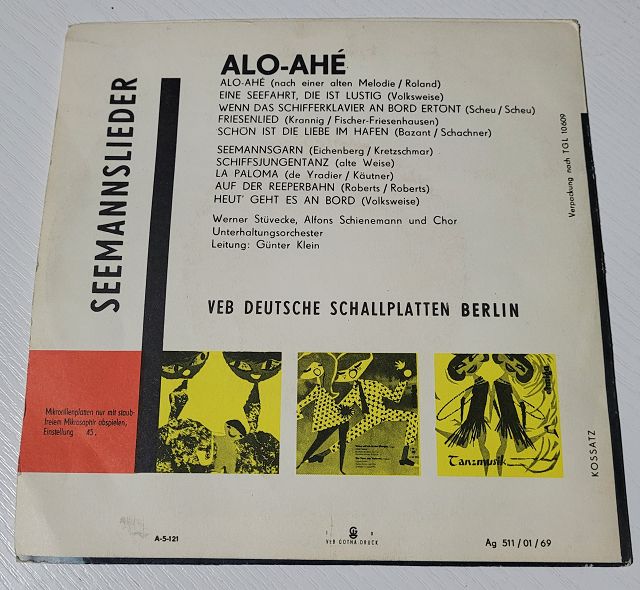 SEEMANNSLIEDER
ALO-AHÉ
ALO-AHÉ (nach einer alten Melodie / Roland)
EINE SEEFAHRT, DIE IST LUSTIG (Volksweise)
WENN DAS SCHIFFERKLAVIER AN BORD ERTÖNT (Scheu / Scheu)
FRIESENLIED (Krannig / Fischer-Friesenhausen)
SCHÖN IST DIE LIEBE IM HAFEN (Bazant / Schachner)
SEEMANNSGARN (Eichenberg / Kretzschmar)
SCHIFFSJUNGENTANZ (alte Weise)
LA PALOMA (de Yradier / Käutner)
AUF DER REEPERBAHN (Roberts / Roberts)
HEUT' GEHT ES AN BORD (Volksweise)
Werner Stüvecke, Alfons Schienemann und Chor
Unterhaltungsorchester
Leitung: Günter Klein
Verpackung nach TGL 10609
VEB DEUTSCHE SCHALLPLATTEN BERLIN
Mikrorillenplatten nur mit staub-
freiem Mikrosaphir abspielen,
Einstellung 45.
Tanzmusik
KOSSATZ
A-5-121
VEB GOTHA DRUCK
Ag 511 / 01 / 69